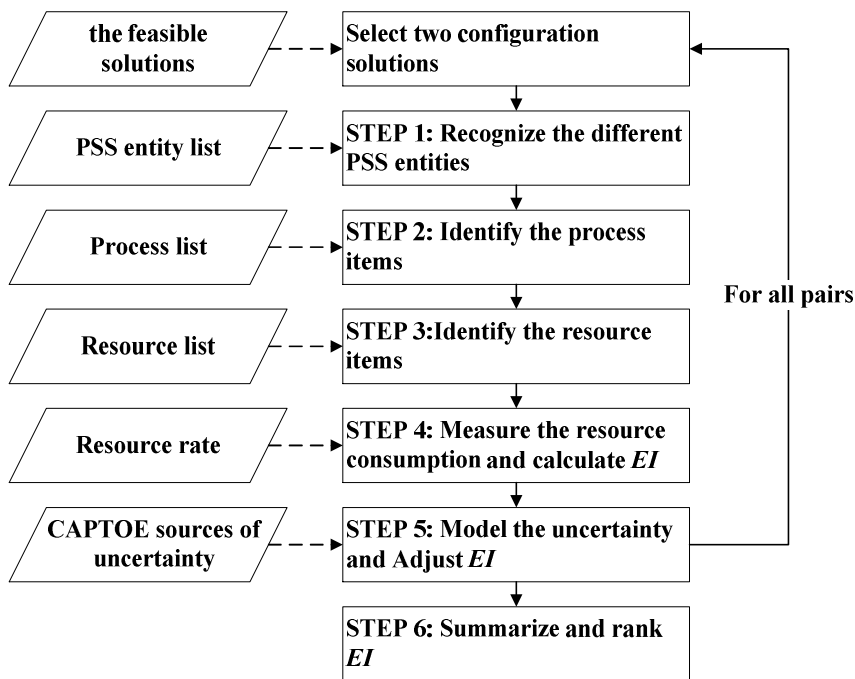 the feasible
solutions
Select two configuration
solutions
PSS entity list
STEP 1: Recognize the different
PSS entities
Process list
STEP 2: Identify the process
items
Resource list
STEP 3:Identify the resource
items
Resource rate
STEP 4: Measure the resource
consumption and calculate EI
CAPTOE sources of
uncertainty
STEP 5: Model the uncertainty
and Adjust EI
STEP 6: Summarize and rank
EI
For all pairs